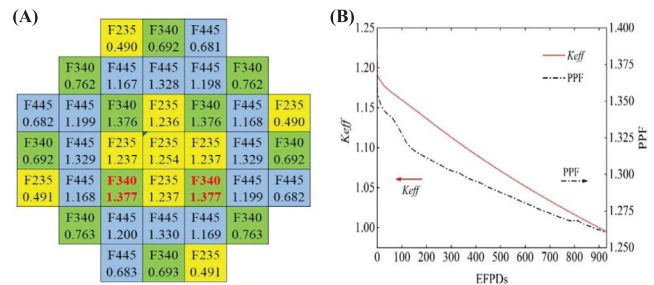 (A)
F235 F340 F445
0.490 0.692 0.681
F340 F445 F445 F445 F340
0.762 1.167 1.328 1.198 0.762
F445 F445 F340 F235 F340 F445 F235
0.682 1.199 1.376 1.236 1.376 1.168 0.490
F340 F445 F235 F235 F235 F445 F340
0.692 1.329 1.237 1.254 1.237 1.329 0.692
F235 F445 F340 F235 F340 F445 F445
0.491 1.168 1.377 1.237 1.377 1.199 0.682
F340 F445 F445 F445 F340
0.763 1.200 1.330 1.169 0.763
F445 F340 F235
0.683 0.693 0.491
(B)
1.25 1.400
Keff
PPF
1.20 1.375
1.15 1.350
1.10 1.325
Keff
PPF
1.05 1.300
PPF
Keff
1.00 1.275
1.250
0 100 200 300 400 500 600 700 800 900
EFPDs